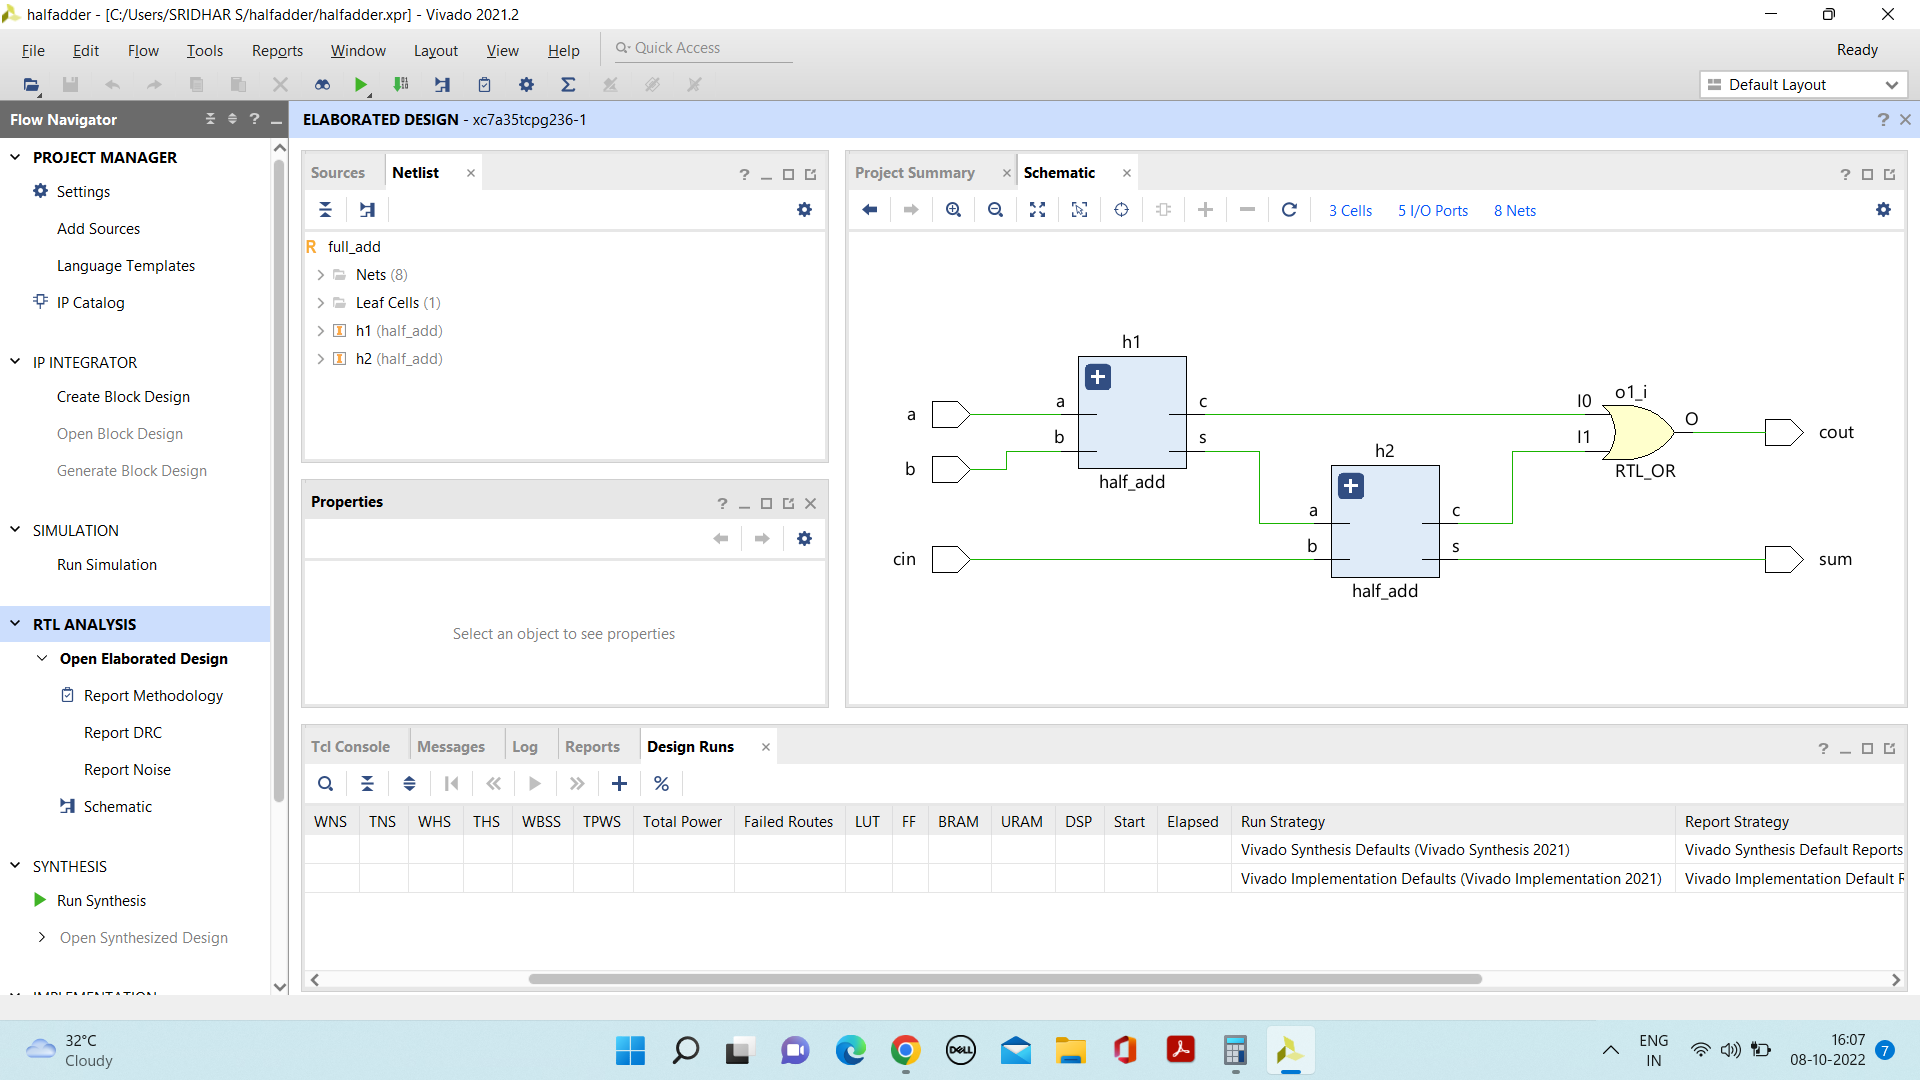 halfadder - [C:/Users/SRIDHAR S/halfadder/halfadder.xpr] - Vivado 2021.2
File Edit Flow Tools Reports Window Layout View Help Quick Access Ready
Default Layout
Flow Navigator
ELABORATED DESIGN - xc7a35tcpg236-1
PROJECT MANAGER
Settings
Add Sources
Language Templates
IP Catalog
IP INTEGRATOR
Create Block Design
Open Block Design
Generate Block Design
SIMULATION
Run Simulation
RTL ANALYSIS
Open Elaborated Design
Report Methodology
Report DRC
Report Noise
Schematic
SYNTHESIS
Run Synthesis
Open Synthesized Design
IMPLEMENTATION
Sources Netlist
full_add
Nets (8)
Leaf Cells (1)
h1 (half_add)
h2 (half_add)
Properties
Select an object to see properties
Project Summary Schematic
3 Cells 5 I/O Ports 8 Nets
h1
a a c I0 o1_i O cout
b b s I1
half_add
h2
RTL_OR
a c
cin b s sum
half_add
Tcl Console Messages Log Reports Design Runs
WNS TNS WHS THS WBSS TPWS Total Power Failed Routes LUT FF BRAM URAM DSP Start Elapsed Run Strategy Report Strategy
Vivado Synthesis Defaults (Vivado Synthesis 2021) Vivado Synthesis Default Reports
Vivado Implementation Defaults (Vivado Implementation 2021) Vivado Implementation Default R
32°C
Cloudy
DELL
ENG
IN
16:07
08-10-2022
7